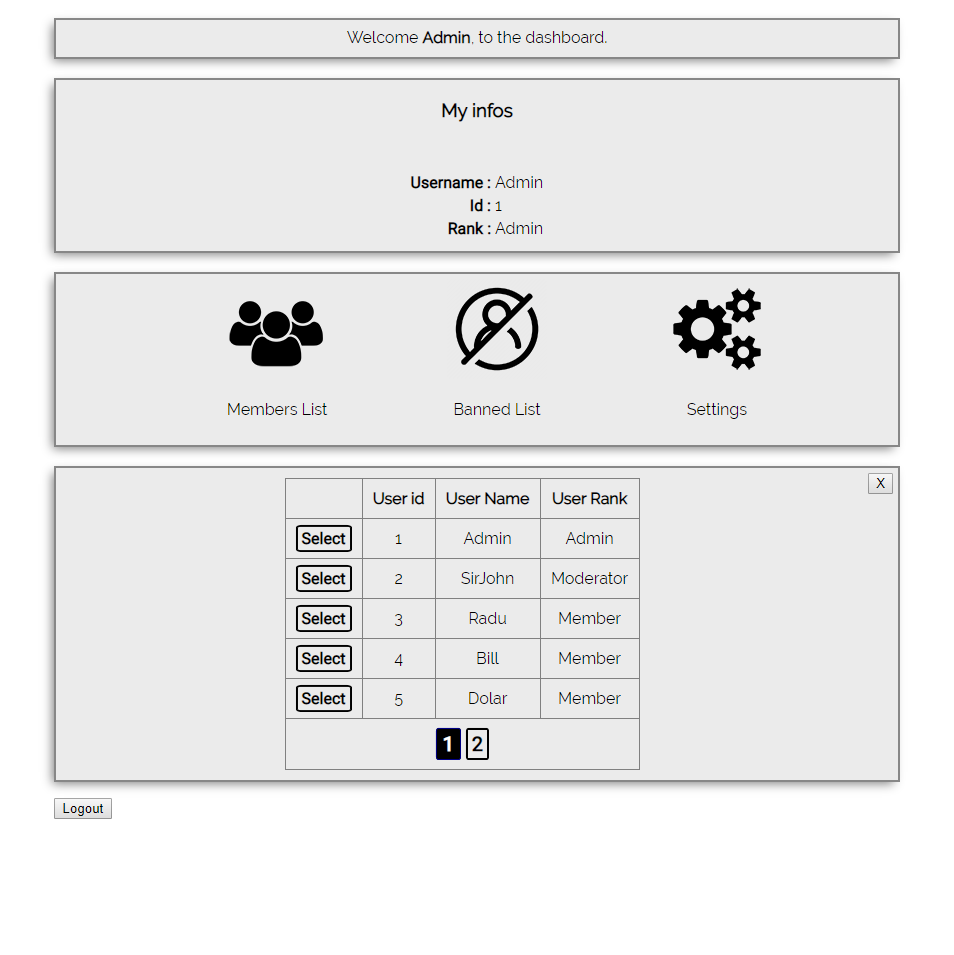 Welcome Admin, to the dashboard.
My infos
Username : Admin
Id : 1
Rank : Admin
Members List Banned List Settings
X
User id User Name User Rank
Select 1 Admin Admin
Select 2 SirJohn Moderator
Select 3 Radu Member
Select 4 Bill Member
Select 5 Dolar Member
1 2
Logout